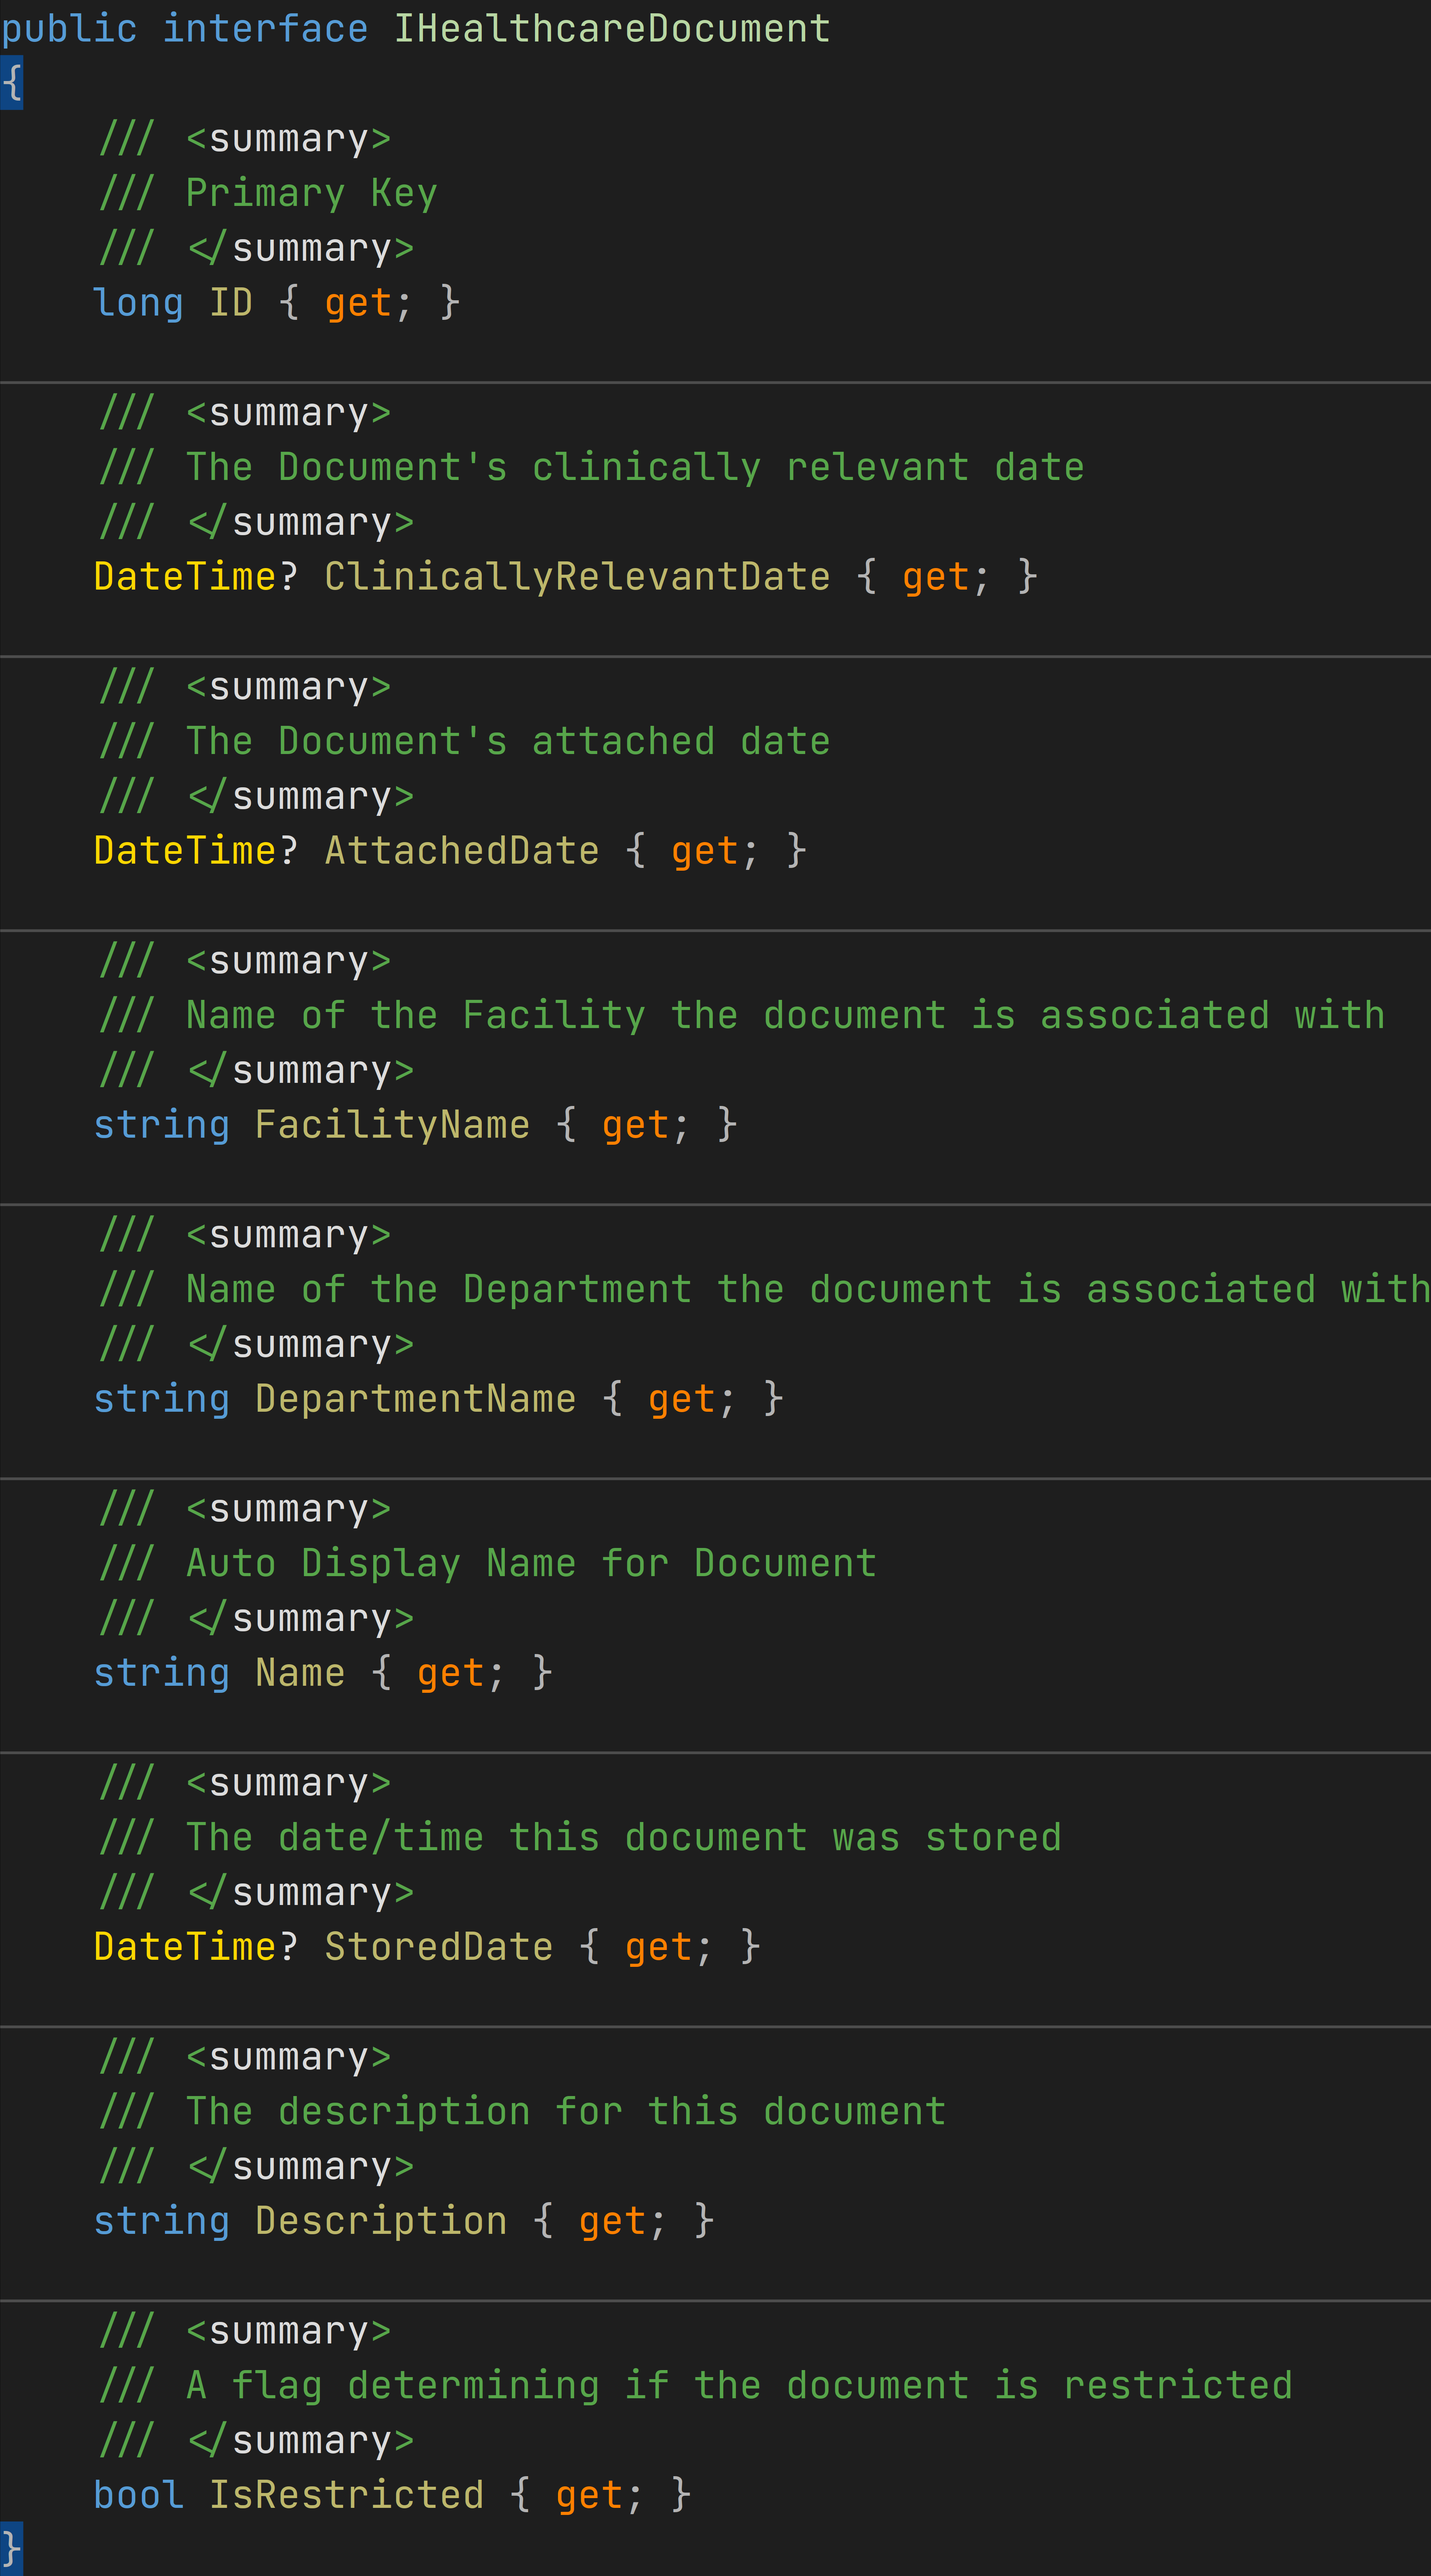 public interface IHealthcareDocument
{
    /// <summary>
    /// Primary Key
    /// </summary>
    long ID { get; }

    /// <summary>
    /// The Document's clinically relevant date
    /// </summary>
    DateTime? ClinicallyRelevantDate { get; }

    /// <summary>
    /// The Document's attached date
    /// </summary>
    DateTime? AttachedDate { get; }

    /// <summary>
    /// Name of the Facility the document is associated with
    /// </summary>
    string FacilityName { get; }

    /// <summary>
    /// Name of the Department the document is associated with
    /// </summary>
    string DepartmentName { get; }

    /// <summary>
    /// Auto Display Name for Document
    /// </summary>
    string Name { get; }

    /// <summary>
    /// The date/time this document was stored
    /// </summary>
    DateTime? StoredDate { get; }

    /// <summary>
    /// The description for this document
    /// </summary>
    string Description { get; }

    /// <summary>
    /// A flag determining if the document is restricted
    /// </summary>
    bool IsRestricted { get; }
}